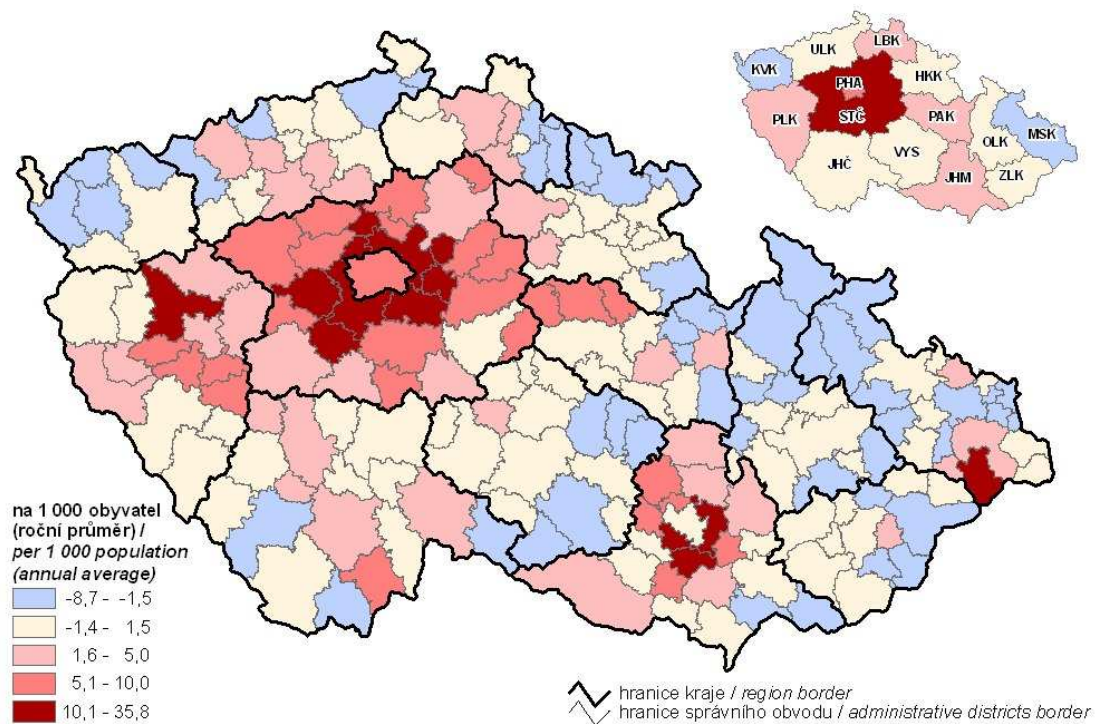 ULK
LBK
KVK
HKK
PHA
STČ
PLK
PAK
MSK
OLK
VYS
JHČ
JHM
ZLK
na 1 000 obyvatel
(roční průměr) /
per 1 000 population
(annual average)
-8,7 - -1,5
-1,4 - 1,5
1,6 - 5,0
5,1 - 10,0
10,1 - 35,8
hranice kraje / region border
hranice správního obvodu / administrative districts border